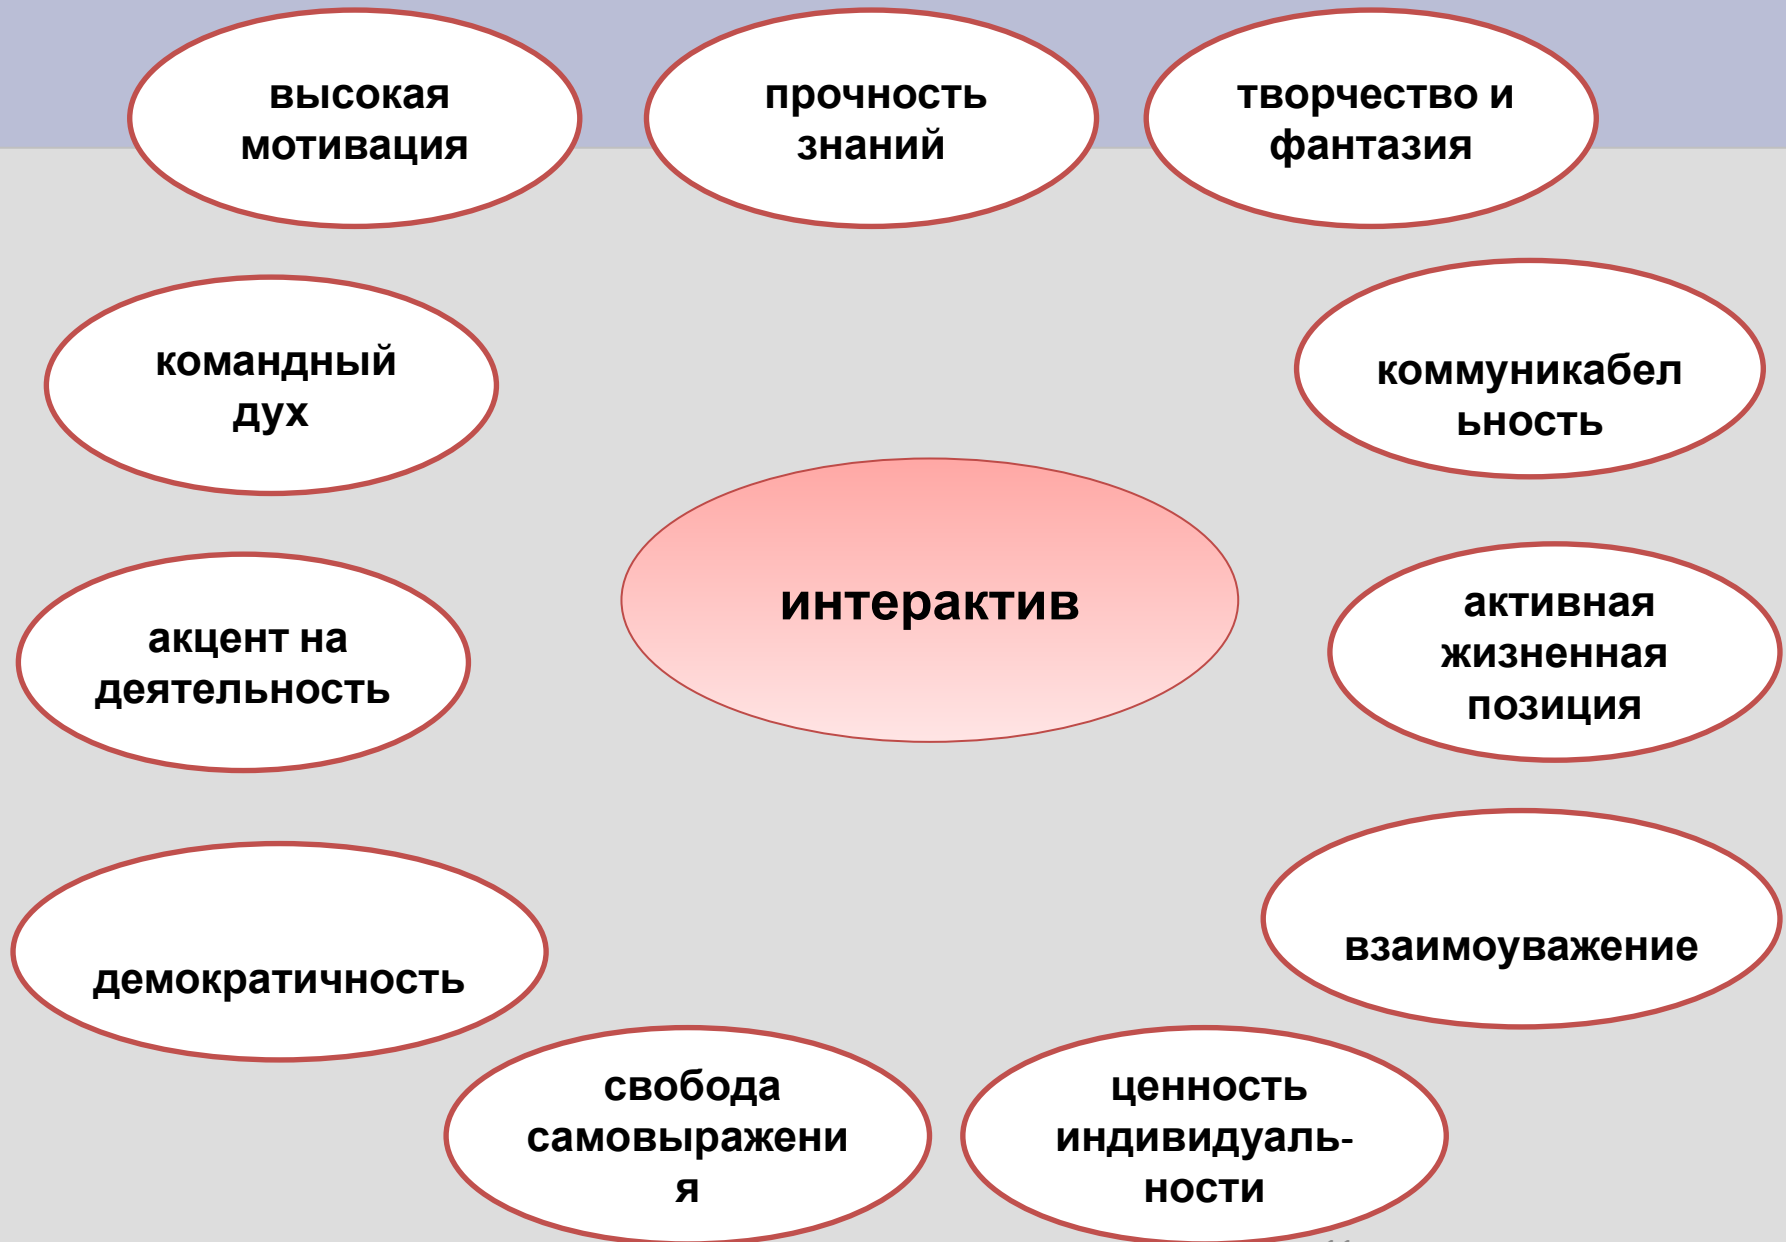 высокая
мотивация
прочность
знаний
творчество и
фантазия
командный
дух
коммуникабел
ьность
интерактив
акцент на
деятельность
активная
жизненная
позиция
демократичность
взаимоуважение
свобода
самовыражени
я
ценность
индивидуаль-
ности